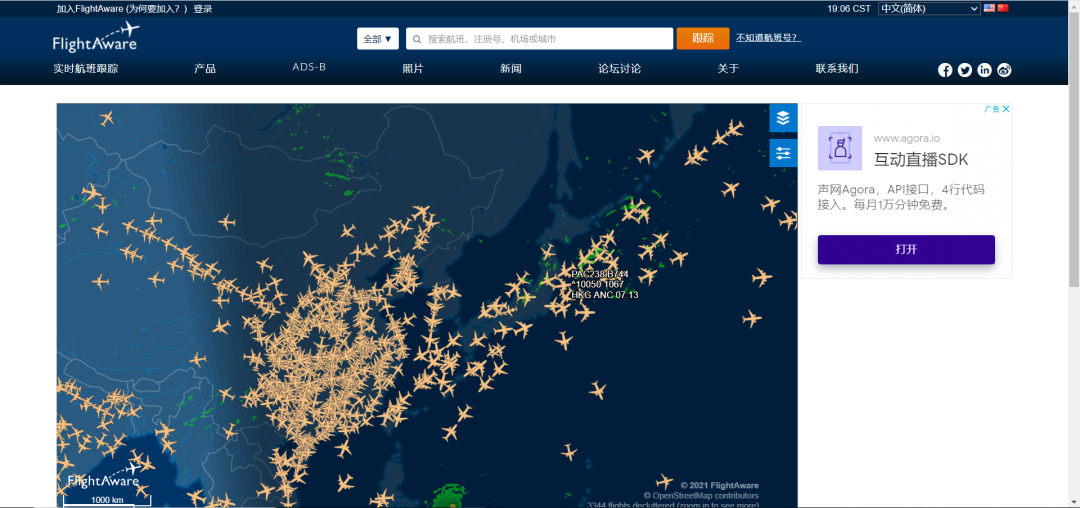 加入FlightAware (为何要加入? ) 登录
19:06 CST 中文(简体)
FlightAware
全部 ▼ 搜索航班、注册号、机场或城市 跟踪 不知道航班号?
实时航班跟踪 产品 ADS-B 照片 新闻 论坛讨论 关于 联系我们
PAC238 B744
^10050 1067
HKG ANC 07 13
FlightAware
1000 km
© 2021 FlightAware
© OpenStreetMap contributors
3344 flights decluttered (zoom in to see more)
广告
www.agora.io
互动直播SDK
声网Agora，API接口，4行代码
接入。每月1万分钟免费。
打开